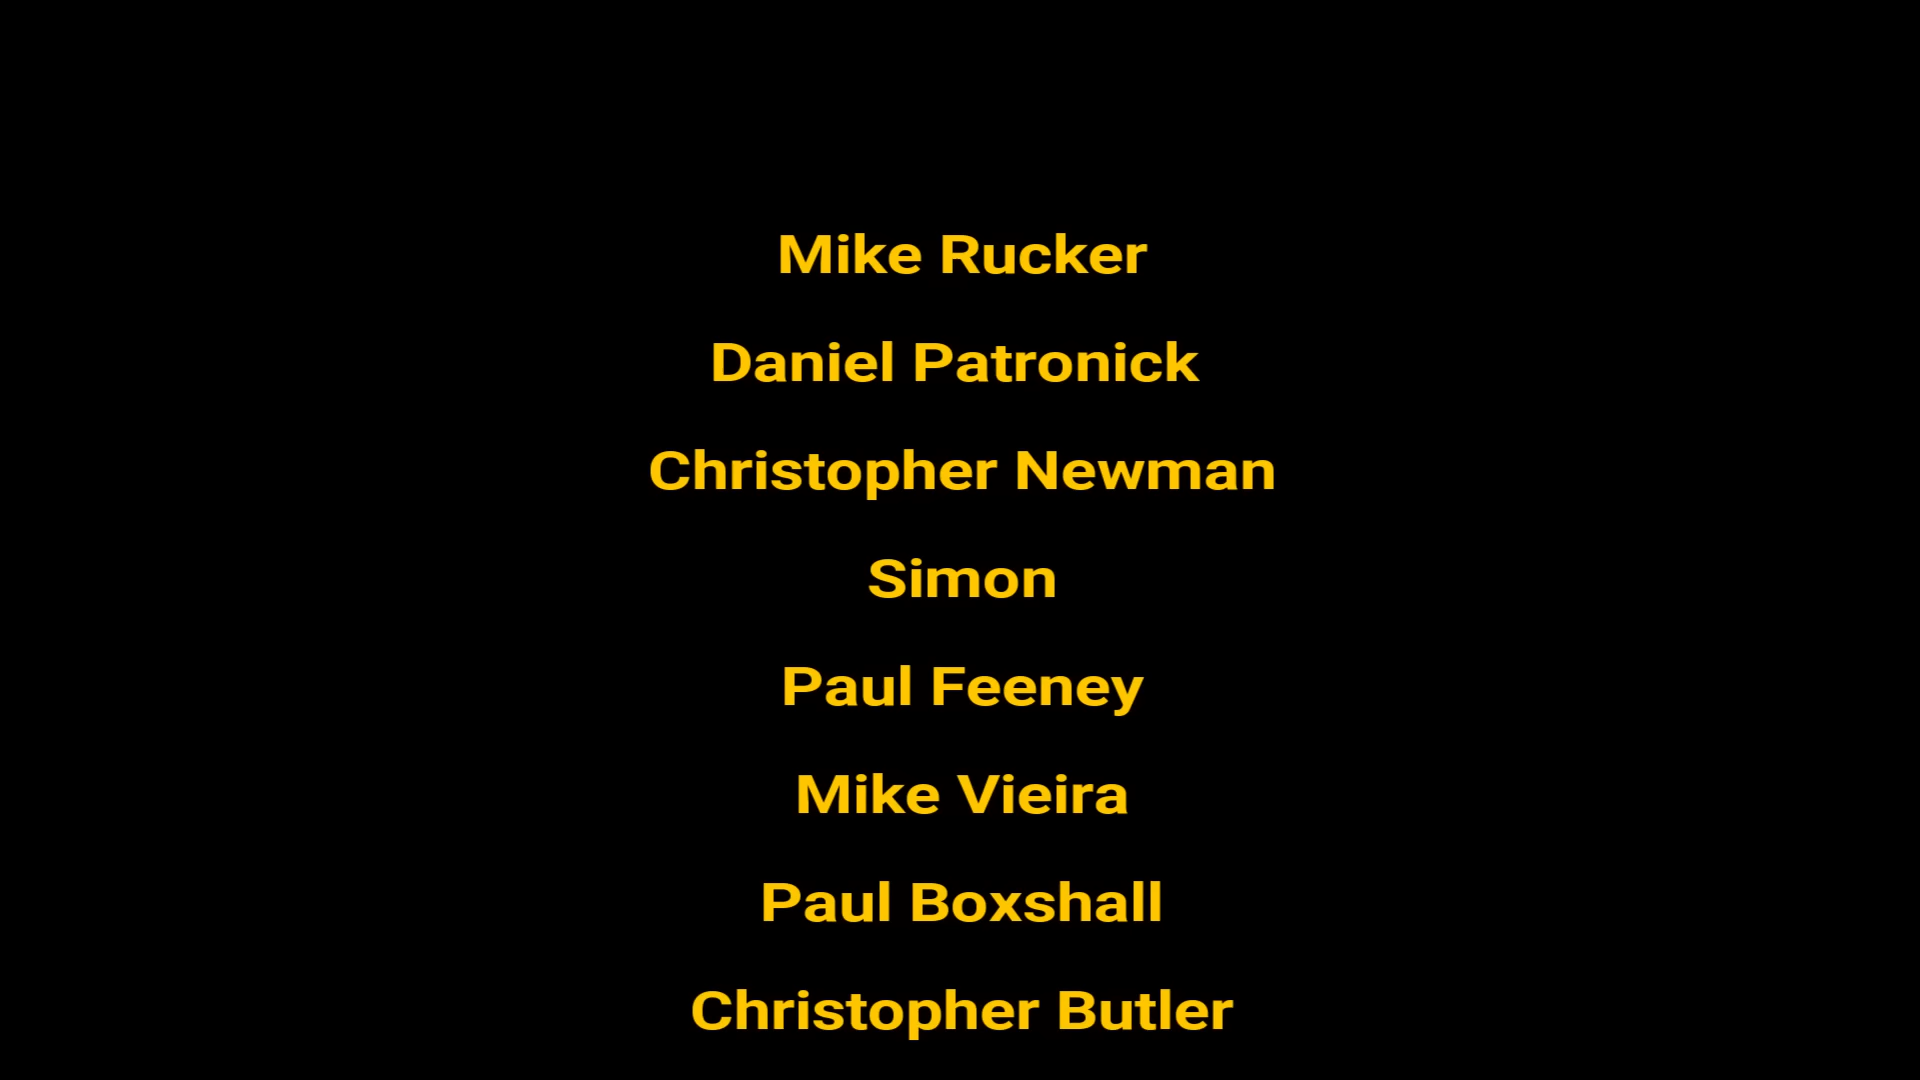 Mike Rucker
Daniel Patronick
Christopher Newman
Simon
Paul Feeney
Mike Vieira
Paul Boxshall
Christopher Butler